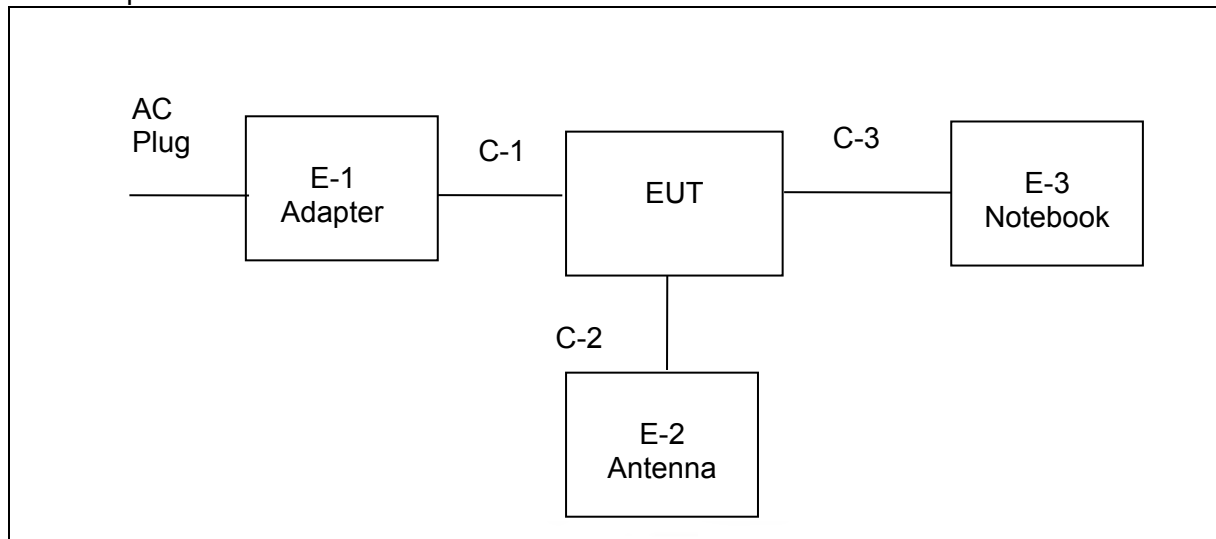 AC
Plug
E-1
Adapter
C-1
EUT
C-3
E-3
Notebook
C-2
E-2
Antenna